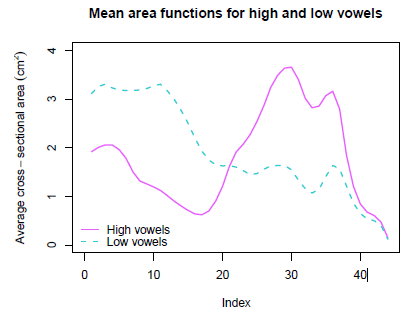 Mean area functions for high and low vowels
Average cross−sectional area (cm²)
4
3
2
1
0
High vowels
Low vowels
0 10 20 30 40
Index